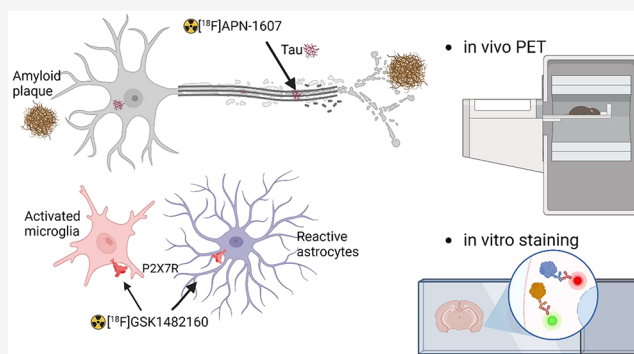 [¹⁸F]APN-1607
Tau
Amyloid
plaque
Activated
microglia
P2X7R
Reactive
astrocytes
[¹⁸F]GSK1482160
• in vivo PET
• in vitro staining